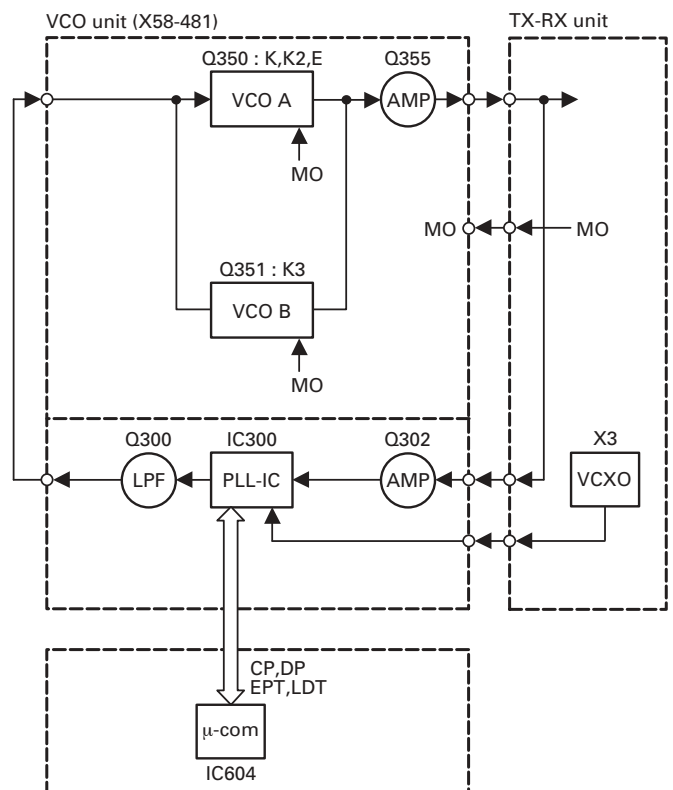 VCO unit (X58-481)
TX-RX unit
Q350 : K,K2,E
Q355
VCO A
AMP
MO
MO
MO
Q351 : K3
VCO B
MO
Q300
IC300
Q302
X3
LPF
PLL-IC
AMP
VCXO
CP,DP
EPT,LDT
μ-com
IC604